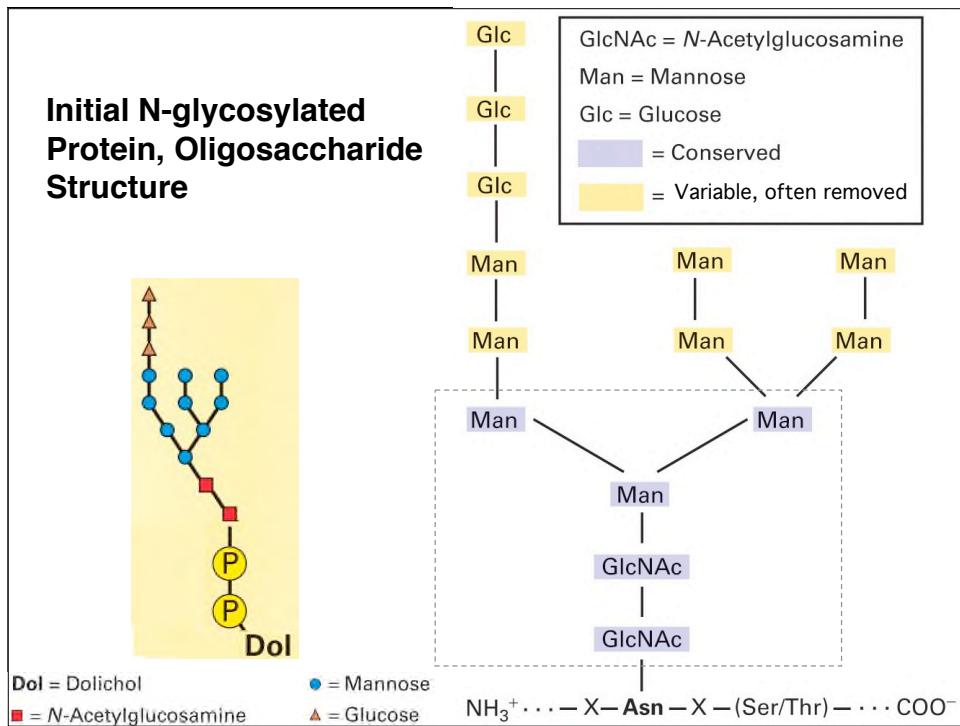 Initial N-glycosylated
Protein, Oligosaccharide
Structure
GlcNAc = N-Acetylglucosamine
Man = Mannose
Glc = Glucose
= Conserved
= Variable, often removed
Glc
Glc
Glc
Man
Man Man
Man
Man Man
Man Man
Man
Man
GlcNAc
GlcNAc
NH₃⁺ · · · — X — Asn — X — (Ser/Thr) — · · · COO⁻
P
P
Dol
Dol = Dolichol
= Mannose
= N-Acetylglucosamine
= Glucose